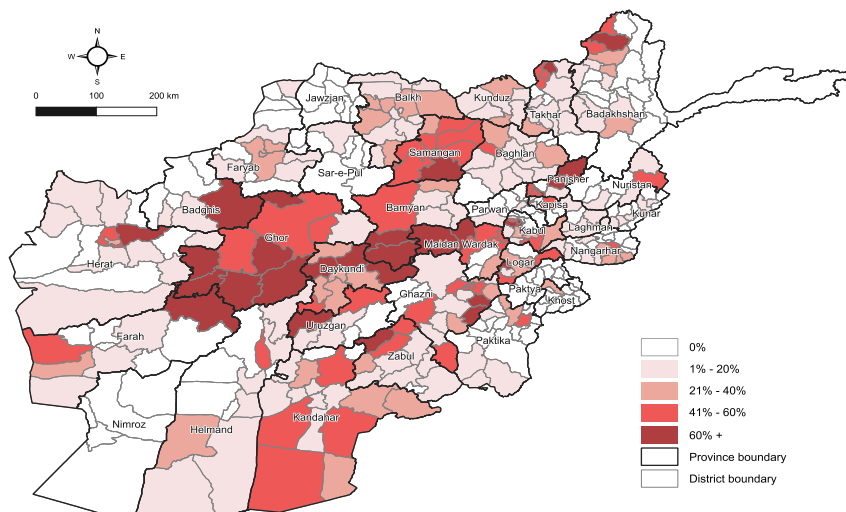 N
W E
S
0 100 200 km
Jawzjan
Balkh
Kunduz
Takhar
Badakhshan
Faryab
Sar-e-Pul
Samangan
Baghlan
Panjsher
Nuristan
Badghis
Bamyan
Parwan
Kapisa
Kunar
Ghor
Maidan Wardak
Kabul
Laghman
Herat
Daykundi
Logar
Nangarhar
Ghazni
Paktya
Khost
Farah
Uruzgan
Zabul
Paktika
Nimroz
Helmand
Kandahar
0%
1% - 20%
21% - 40%
41% - 60%
60% +
Province boundary
District boundary